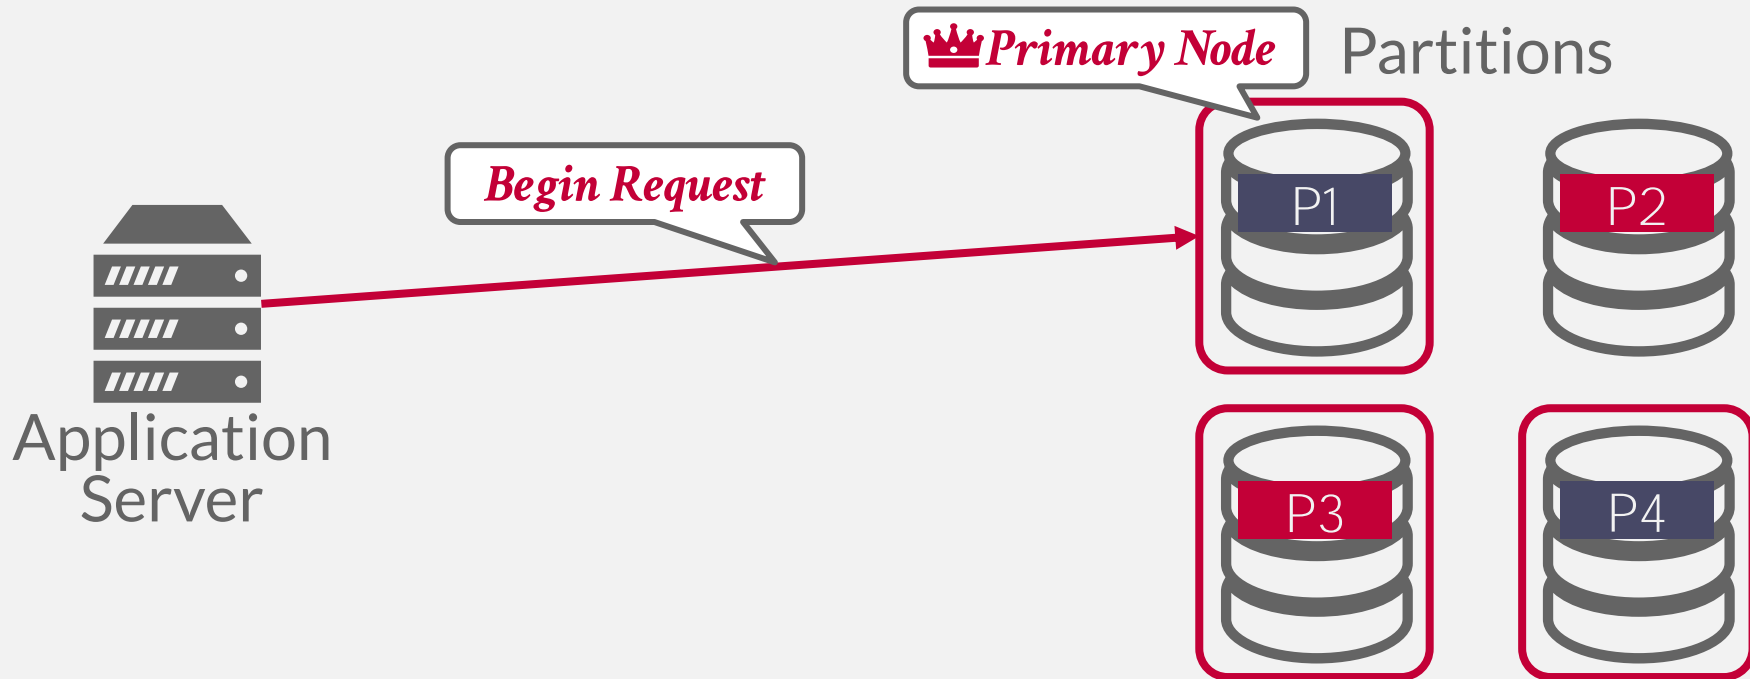 Primary Node
Partitions
Begin Request
P1
P2
Application
Server
P3
P4